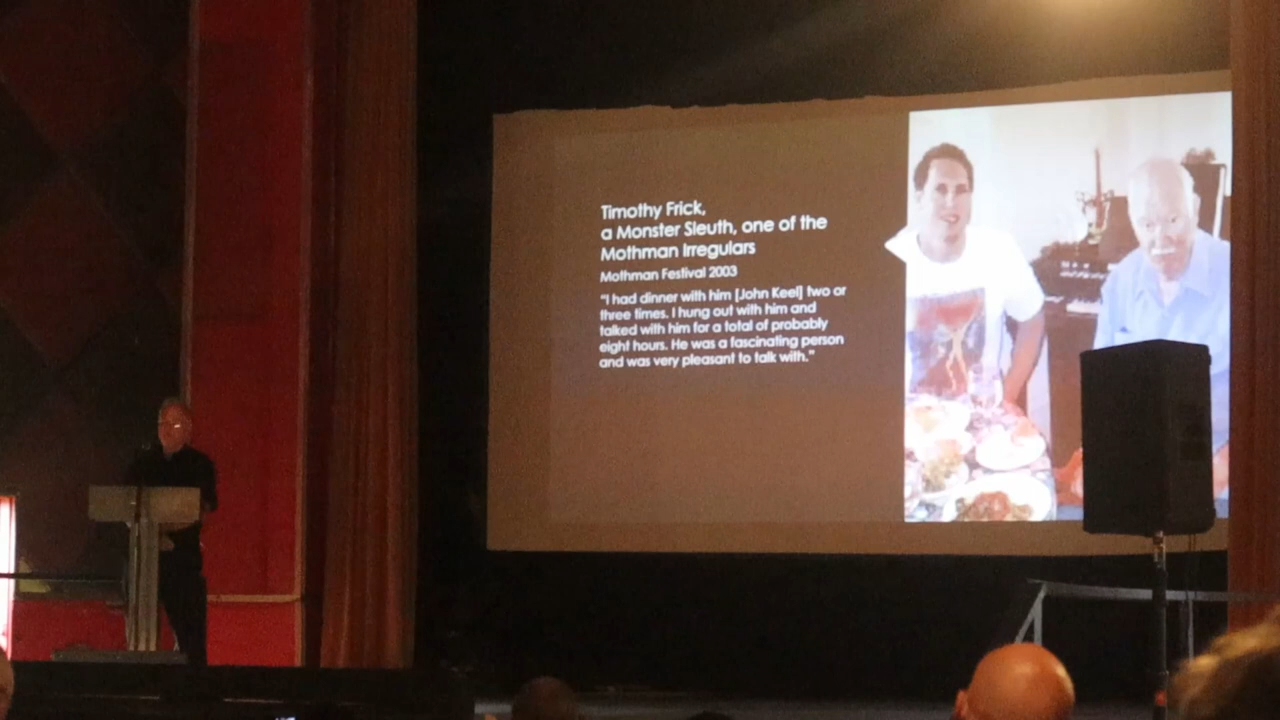 Timothy Frick,
a Monster Sleuth, one of the
Mothman Irregulars
Mothman Festival 2003
“I had dinner with him [John Keel] two or
three times. I hung out with him and
talked with him for a total of probably
eight hours. He was a fascinating person
and was very pleasant to talk with.”